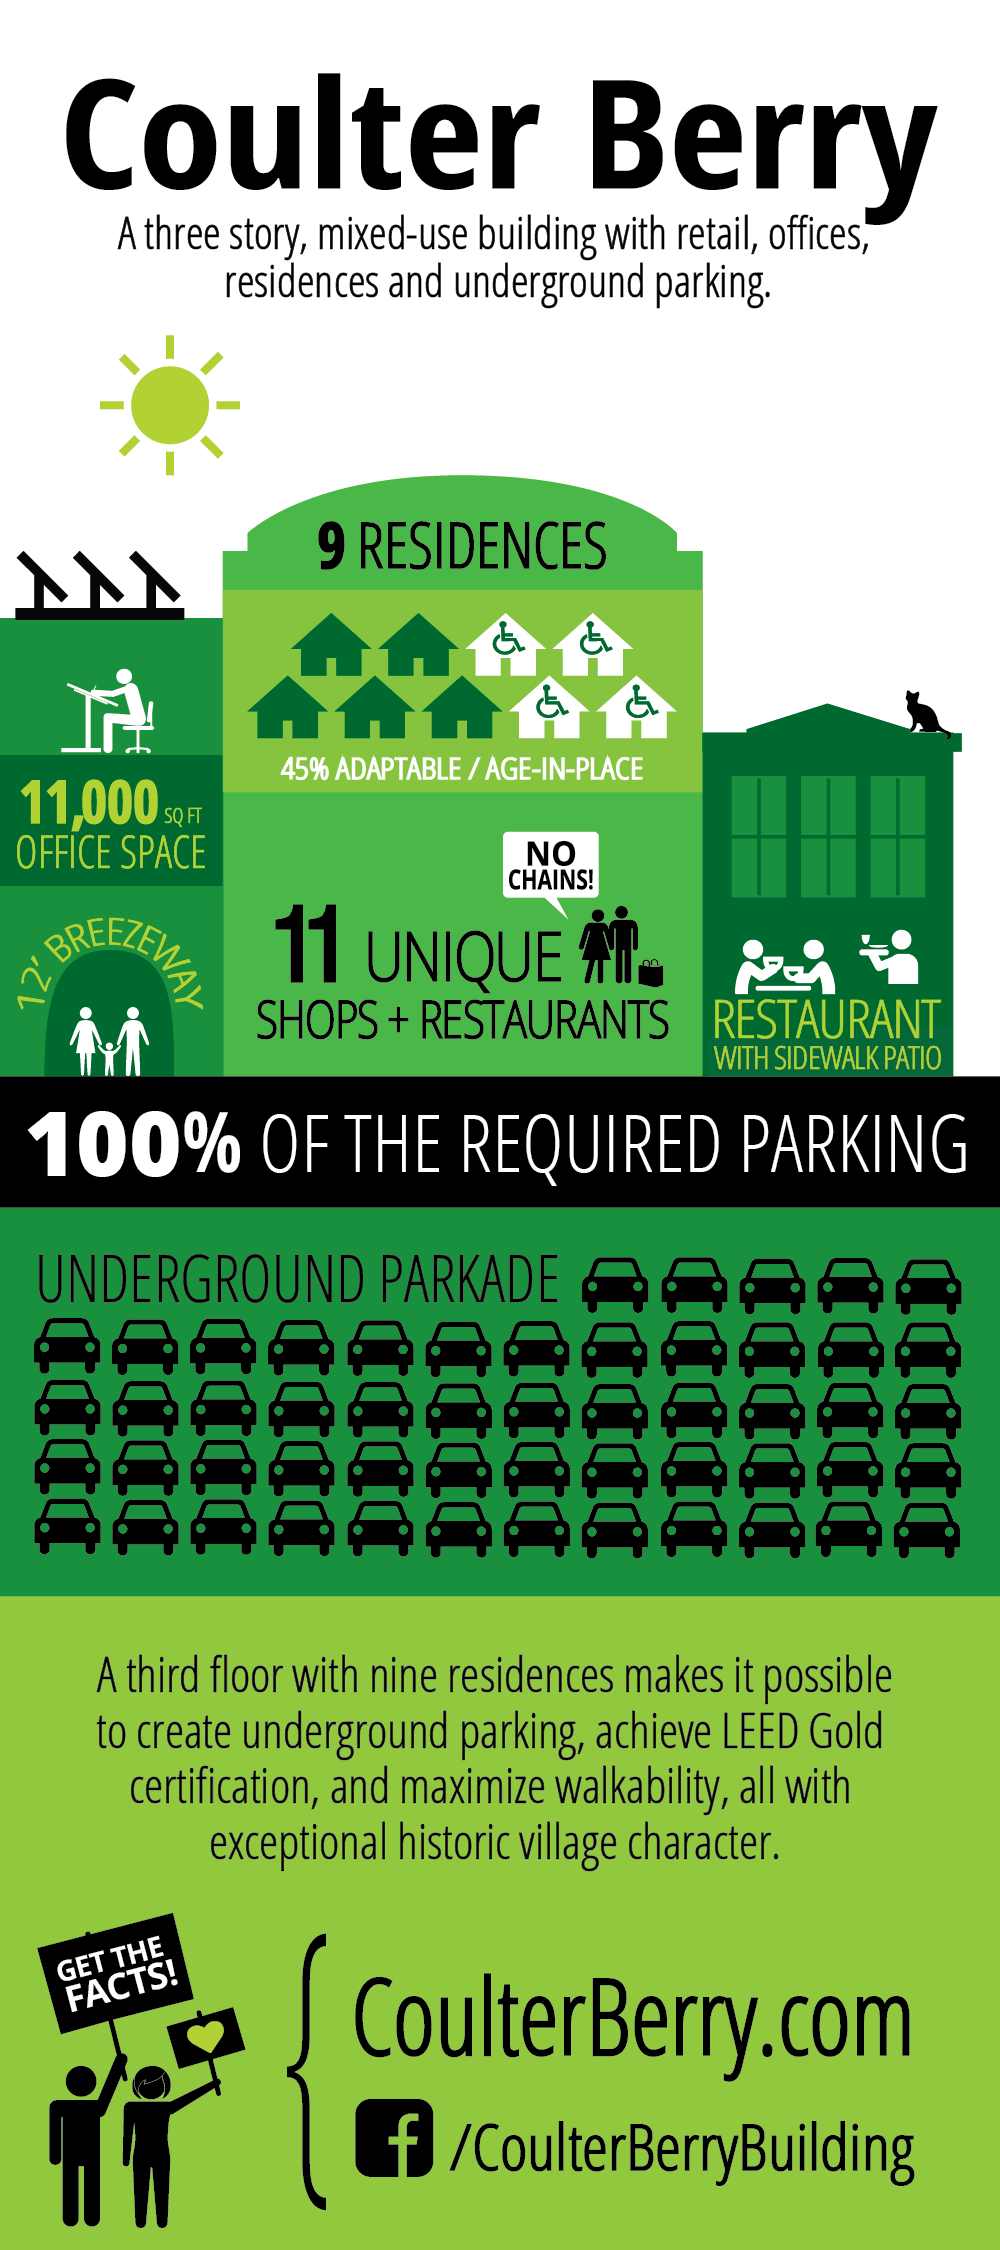 Coulter Berry
A three story, mixed-use building with retail, offices,
residences and underground parking.
9 RESIDENCES
45% ADAPTABLE / AGE-IN-PLACE
11,000 SQ FT
OFFICE SPACE
12' BREEZEWAY
NO
CHAINS!
11 UNIQUE
SHOPS + RESTAURANTS
RESTAURANT
WITH SIDEWALK PATIO
100% OF THE REQUIRED PARKING
UNDERGROUND PARKADE
A third floor with nine residences makes it possible
to create underground parking, achieve LEED Gold
certification, and maximize walkability, all with
exceptional historic village character.
GET THE
FACTS!
CoulterBerry.com
f /CoulterBerryBuilding